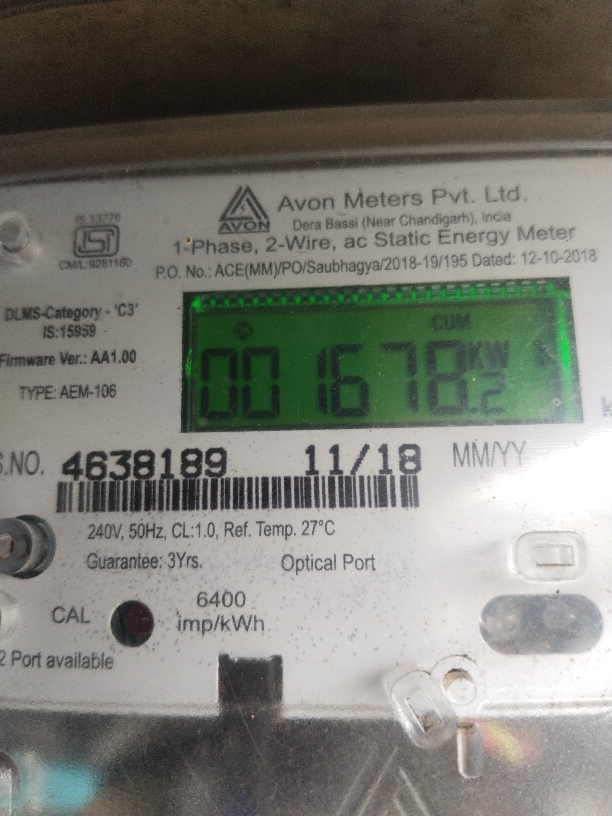 IS:13779
ISI
CM/L:9281180
AVON
Avon Meters Pvt. Ltd.
Dera Bassi (Near Chandigarh), India
1-Phase, 2-Wire, ac Static Energy Meter
P.O. No.: ACE(MM)/PO/Saubhagya/2018-19/195 Dated: 12-10-2018
DLMS-Category - 'C3'
IS:15959
Firmware Ver.: AA1.00
TYPE: AEM-106
CUM
001678.2
KW
S.NO. 4638189 11/18 MM/YY
240V, 50Hz, CL:1.0, Ref. Temp. 27°C
Guarantee: 3Yrs. Optical Port
CAL
6400
imp/kWh
2 Port available